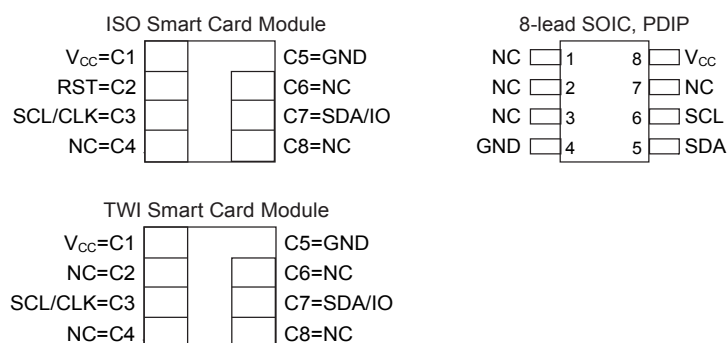 ISO Smart Card Module
VCC=C1 C5=GND
RST=C2 C6=NC
SCL/CLK=C3 C7=SDA/IO
NC=C4 C8=NC
8-lead SOIC, PDIP
NC 1 8 VCC
NC 2 7 NC
NC 3 6 SCL
GND 4 5 SDA
TWI Smart Card Module
VCC=C1 C5=GND
NC=C2 C6=NC
SCL/CLK=C3 C7=SDA/IO
NC=C4 C8=NC